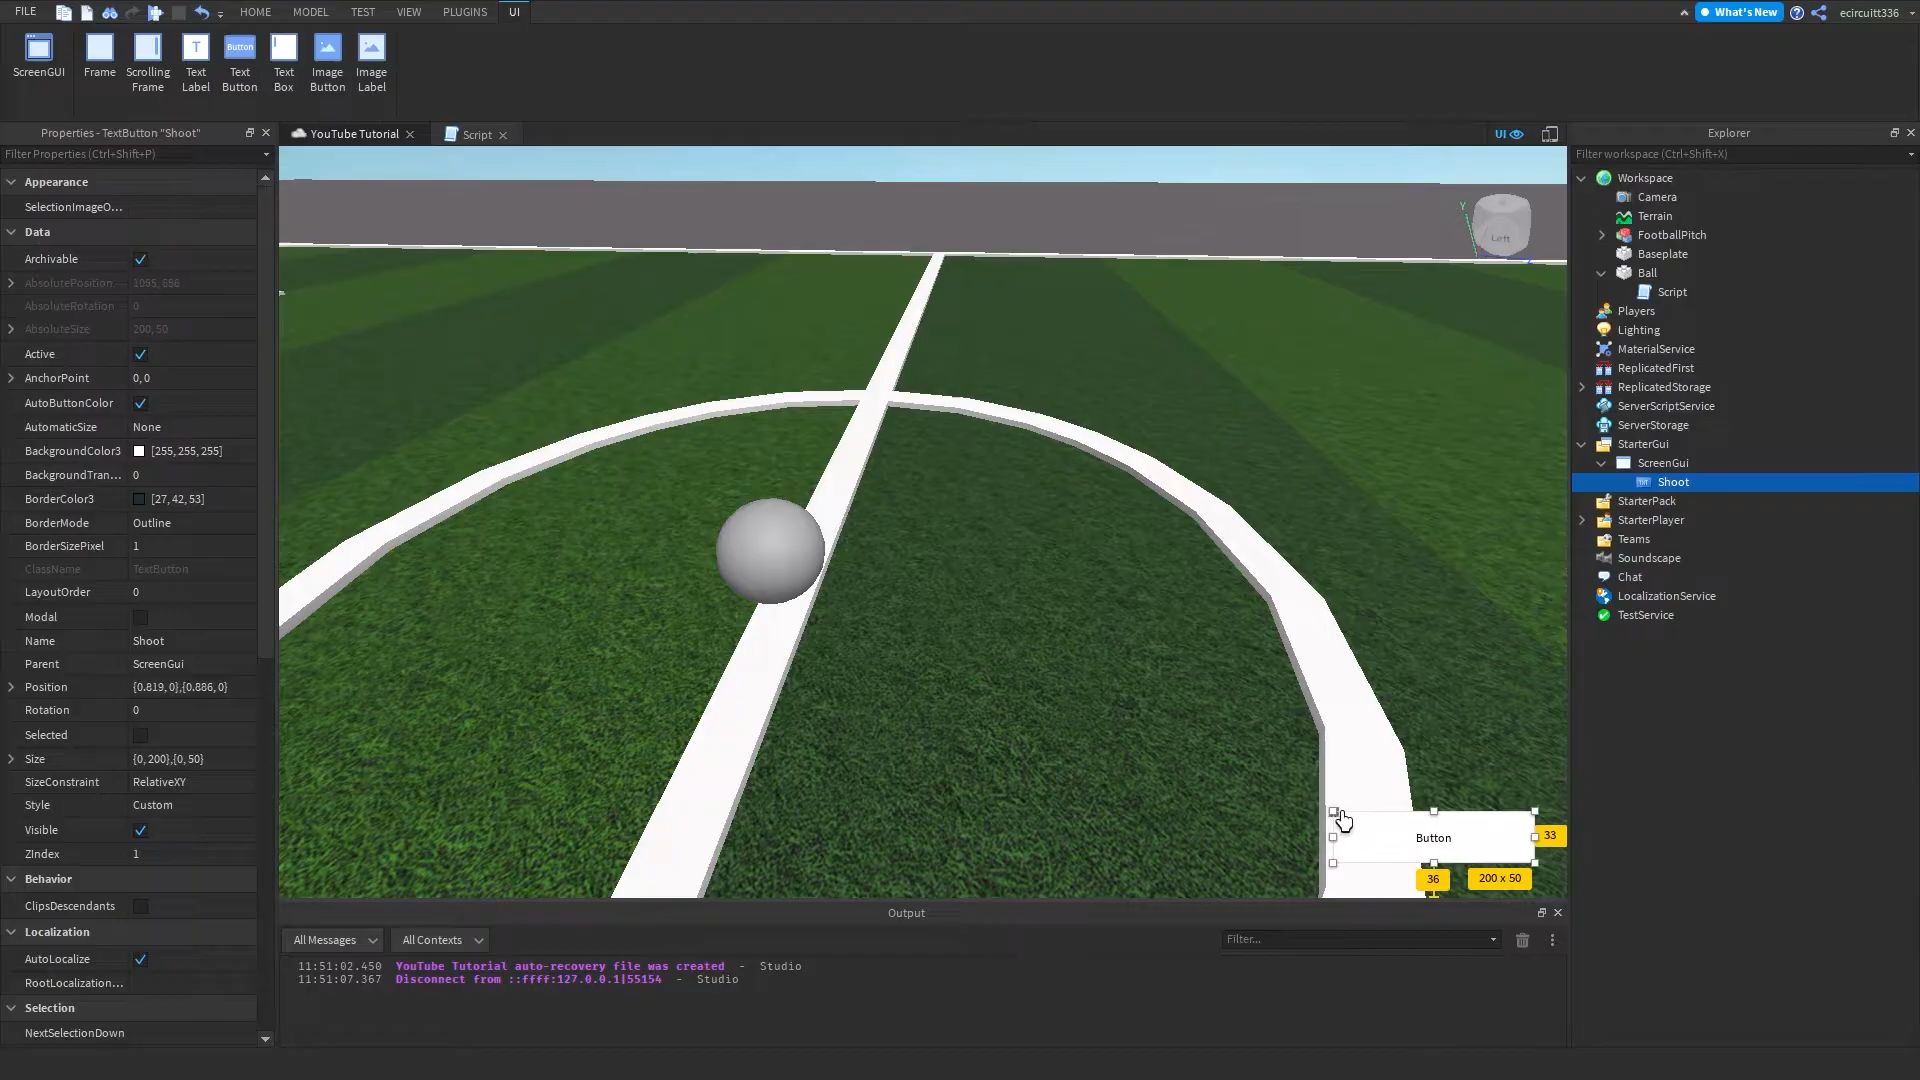 FILE
HOME
MODEL
TEST
VIEW
PLUGINS
UI
What's New
ecircuitt336
ScreenGUI
Frame
Scrolling
Frame
T
Text
Label
Button
Text
Button
Text
Box
Image
Button
Image
Label
Properties - TextButton "Shoot"
Filter Properties (Ctrl+Shift+P)
Appearance
SelectionImageO...
Data
Archivable
AbsolutePosition 1065, 656
AbsoluteRotation 0
AbsoluteSize 200, 50
Active
AnchorPoint 0, 0
AutoButtonColor
AutomaticSize None
BackgroundColor3 [255, 255, 255]
BackgroundTran... 0
BorderColor3 [27, 42, 53]
BorderMode Outline
BorderSizePixel 1
ClassName TextButton
LayoutOrder 0
Modal
Name Shoot
Parent ScreenGui
Position {0.819, 0},{0.886, 0}
Rotation 0
Selected
Size {0, 200},{0, 50}
SizeConstraint RelativeXY
Style Custom
Visible
ZIndex 1
Behavior
ClipsDescendants
Localization
AutoLocalize
RootLocalization...
Selection
NextSelectionDown
YouTube Tutorial
Script
UI
Y
Left
Z
Button
33
36
200 x 50
Output
All Messages
All Contexts
Filter...
11:51:02.450 YouTube Tutorial auto-recovery file was created - Studio
11:51:07.367 Disconnect from ::ffff:127.0.0.1|55154 - Studio
Explorer
Filter workspace (Ctrl+Shift+X)
Workspace
Camera
Terrain
FootballPitch
Baseplate
Ball
Script
Players
Lighting
MaterialService
ReplicatedFirst
ReplicatedStorage
ServerScriptService
ServerStorage
StarterGui
ScreenGui
Shoot
StarterPack
StarterPlayer
Teams
Soundscape
Chat
LocalizationService
TestService